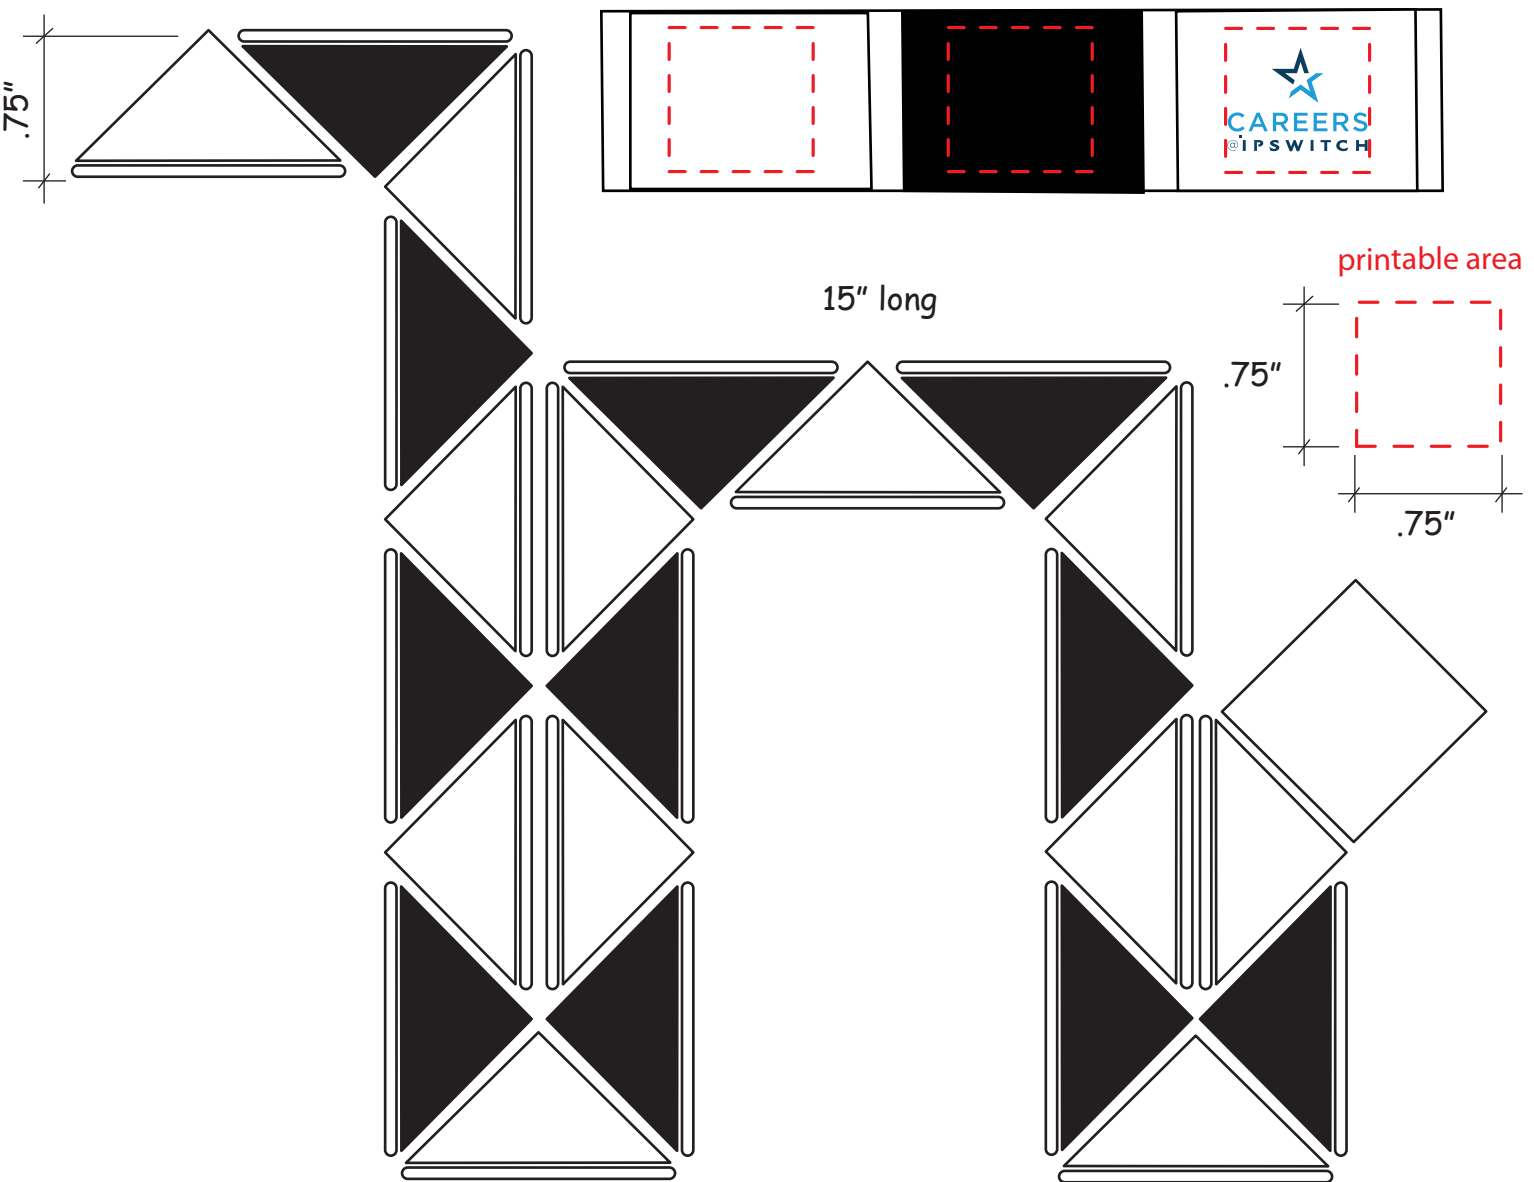 .75"
CAREERS
@IPSWITCH
printable area
15" long
.75"
.75"